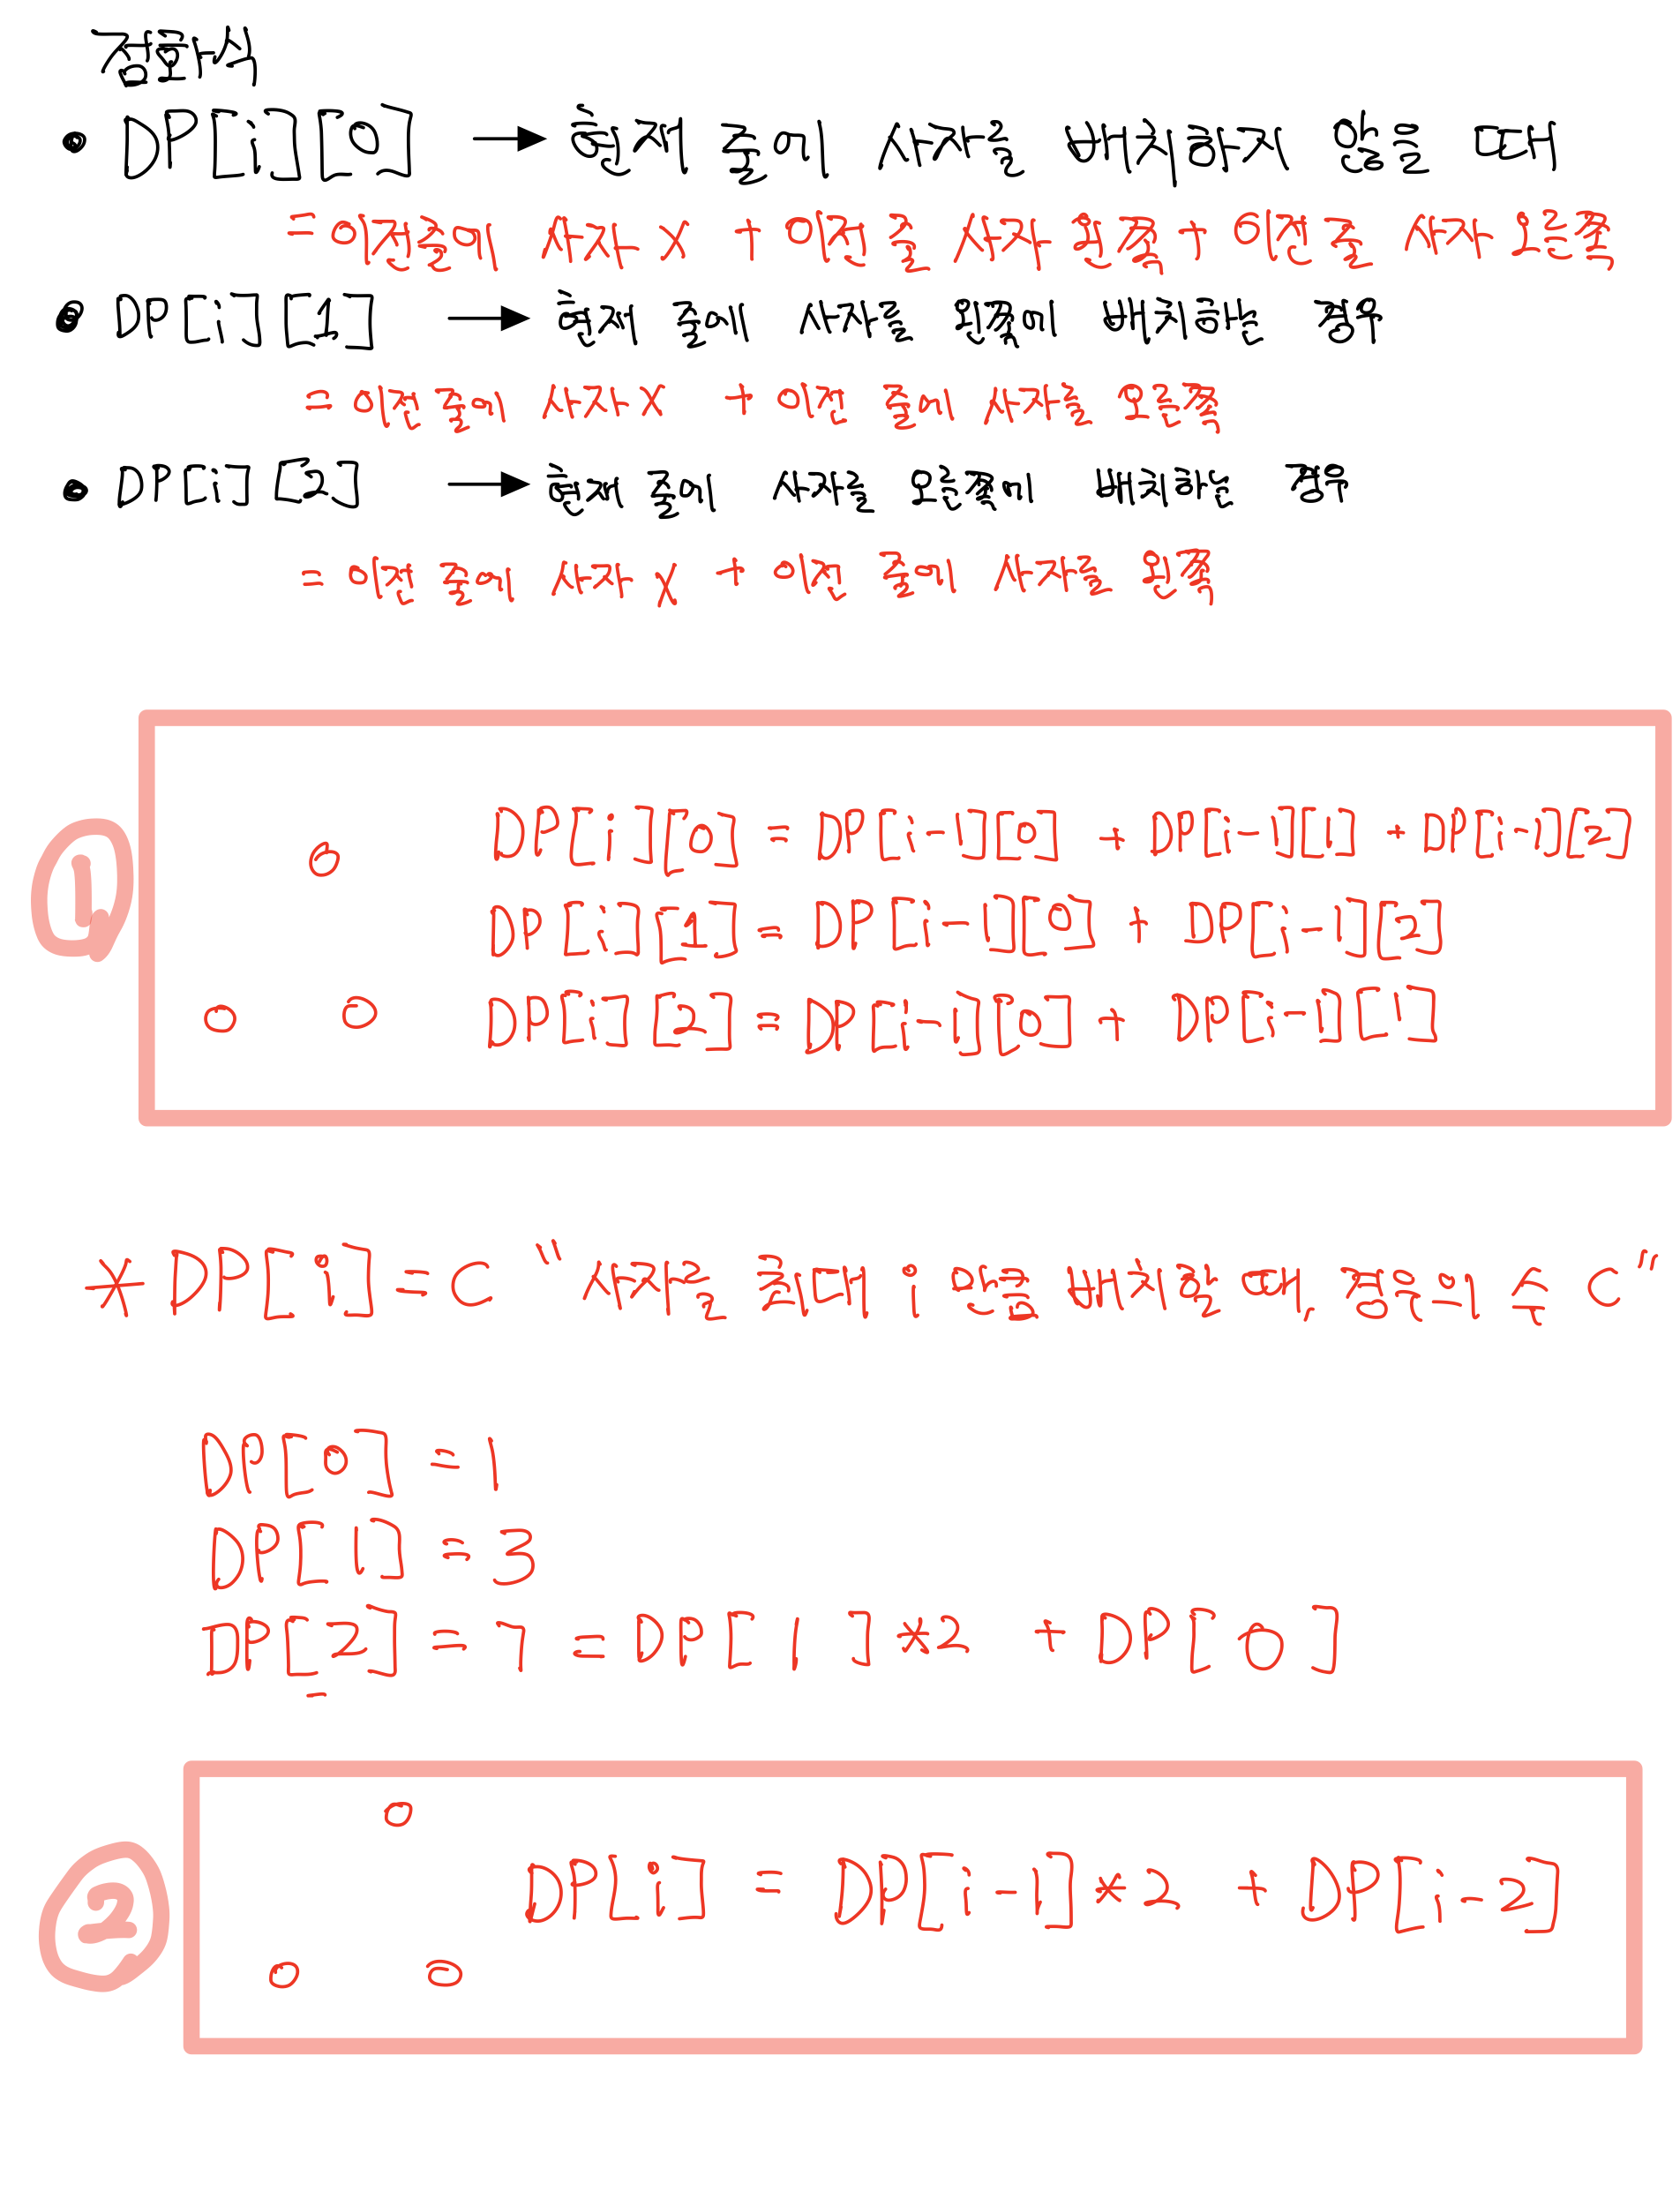 점화식
• DP[i][0] → 현재 줄에 사자를 배치하지 않을 때
= 이전줄에 사자 X + 이전 줄 사자 왼쪽 + 이전 줄 사자 오른쪽
• DP[i][1] → 현재 줄에 사자를 왼쪽에 배치하는 경우
= 이전 줄에 사자 X + 이전 줄에 사자를 오른쪽
• DP[i][2] → 현재 줄에 사자를 오른쪽에 배치하는 경우
= 이전 줄에 사자 X + 이전 줄에 사자를 왼쪽
①
∴ DP[i][0] = DP[i-1][0] + DP[i-1][1] + DP[i-1][2]
DP[i][1] = DP[i-1][0] + DP[i-1][2]
DP[i][2] = DP[i-1][0] + DP[i-1][1]
* DP[i] = C "사자를 최대 i 만큼 배치할 때, 경우의 수 C"
DP[0] = 1
DP[1] = 3
DP[2] = 7 = DP[1] *2 + DP[0]
②
∴ DP[i] = DP[i-1] *2 + DP[i-2]